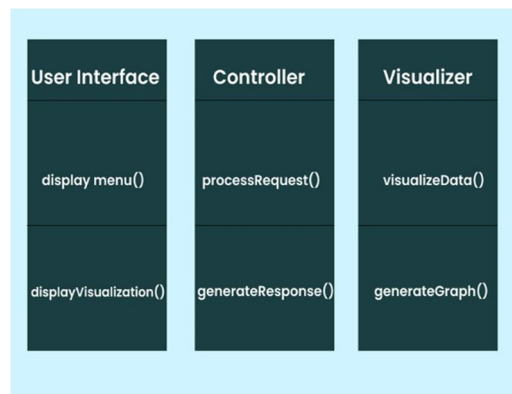 User Interface
Controller
Visualizer
display menu()
processRequest()
visualizeData()
displayVisualization()
generateResponse()
generateGraph()